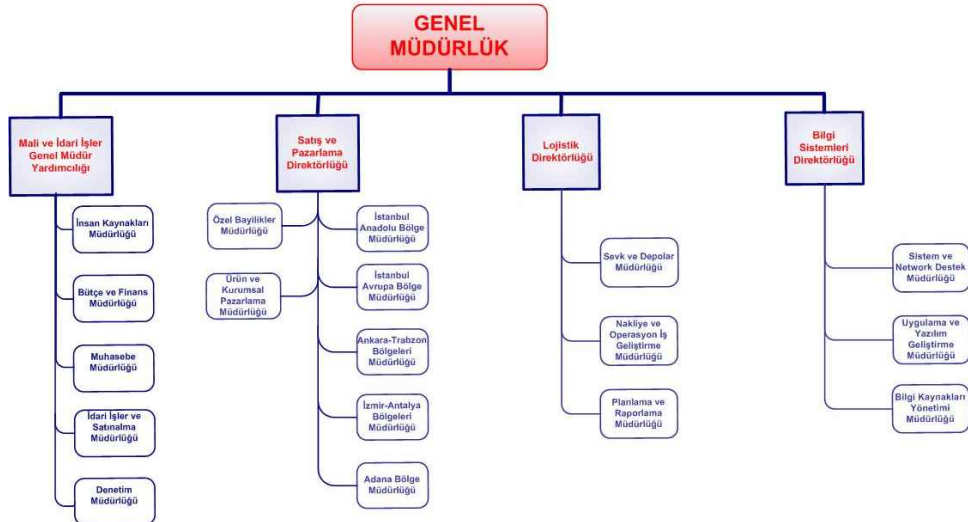 GENEL
MÜDÜRLÜK
Mali ve İdari İşler
Genel Müdür
Yardımcılığı
Satış ve
Pazarlama
Direktörlüğü
Lojistik
Direktörlüğü
Bilgi
Sistemleri
Direktörlüğü
İnsan Kaynakları
Müdürlüğü
Bütçe ve Finans
Müdürlüğü
Muhasebe
Müdürlüğü
İdari İşler ve
Satınalma
Müdürlüğü
Denetim
Müdürlüğü
Özel Bayilikler
Müdürlüğü
Ürün ve
Kurumsal
Pazarlama
Müdürlüğü
İstanbul
Anadolu Bölge
Müdürlüğü
İstanbul
Avrupa Bölge
Müdürlüğü
Ankara-Trabzon
Bölgeleri
Müdürlüğü
İzmir-Antalya
Bölgeleri
Müdürlüğü
Adana Bölge
Müdürlüğü
Sevk ve Depolar
Müdürlüğü
Nakliye ve
Operasyon İş
Geliştirme
Müdürlüğü
Planlama ve
Raporlama
Müdürlüğü
Sistem ve
Network Destek
Müdürlüğü
Uygulama ve
Yazılım
Geliştirme
Müdürlüğü
Bilgi Kaynakları
Yönetimi
Müdürlüğü